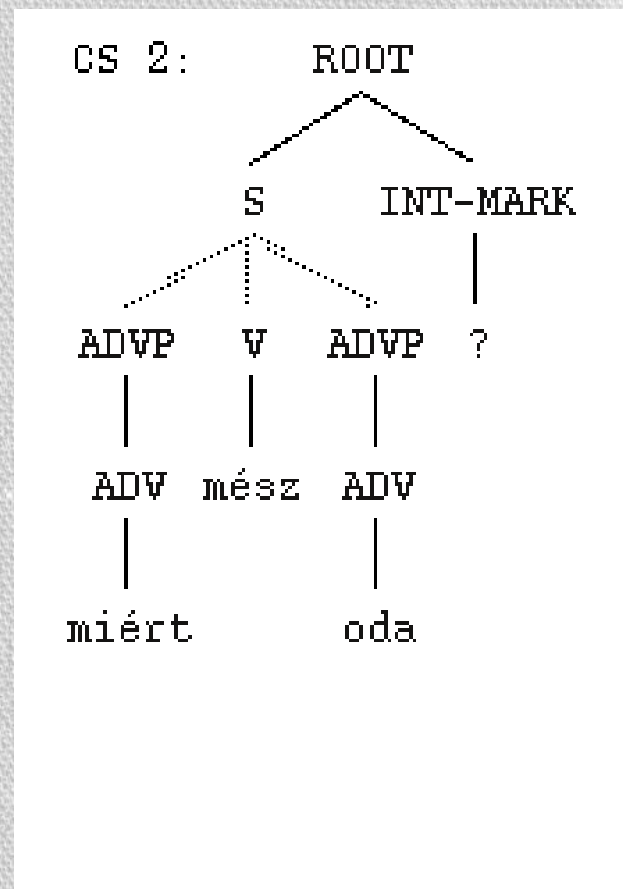 CS 2: ROOT
S INT-MARK
ADVP V ADVP ?
ADV mész ADV
miért oda